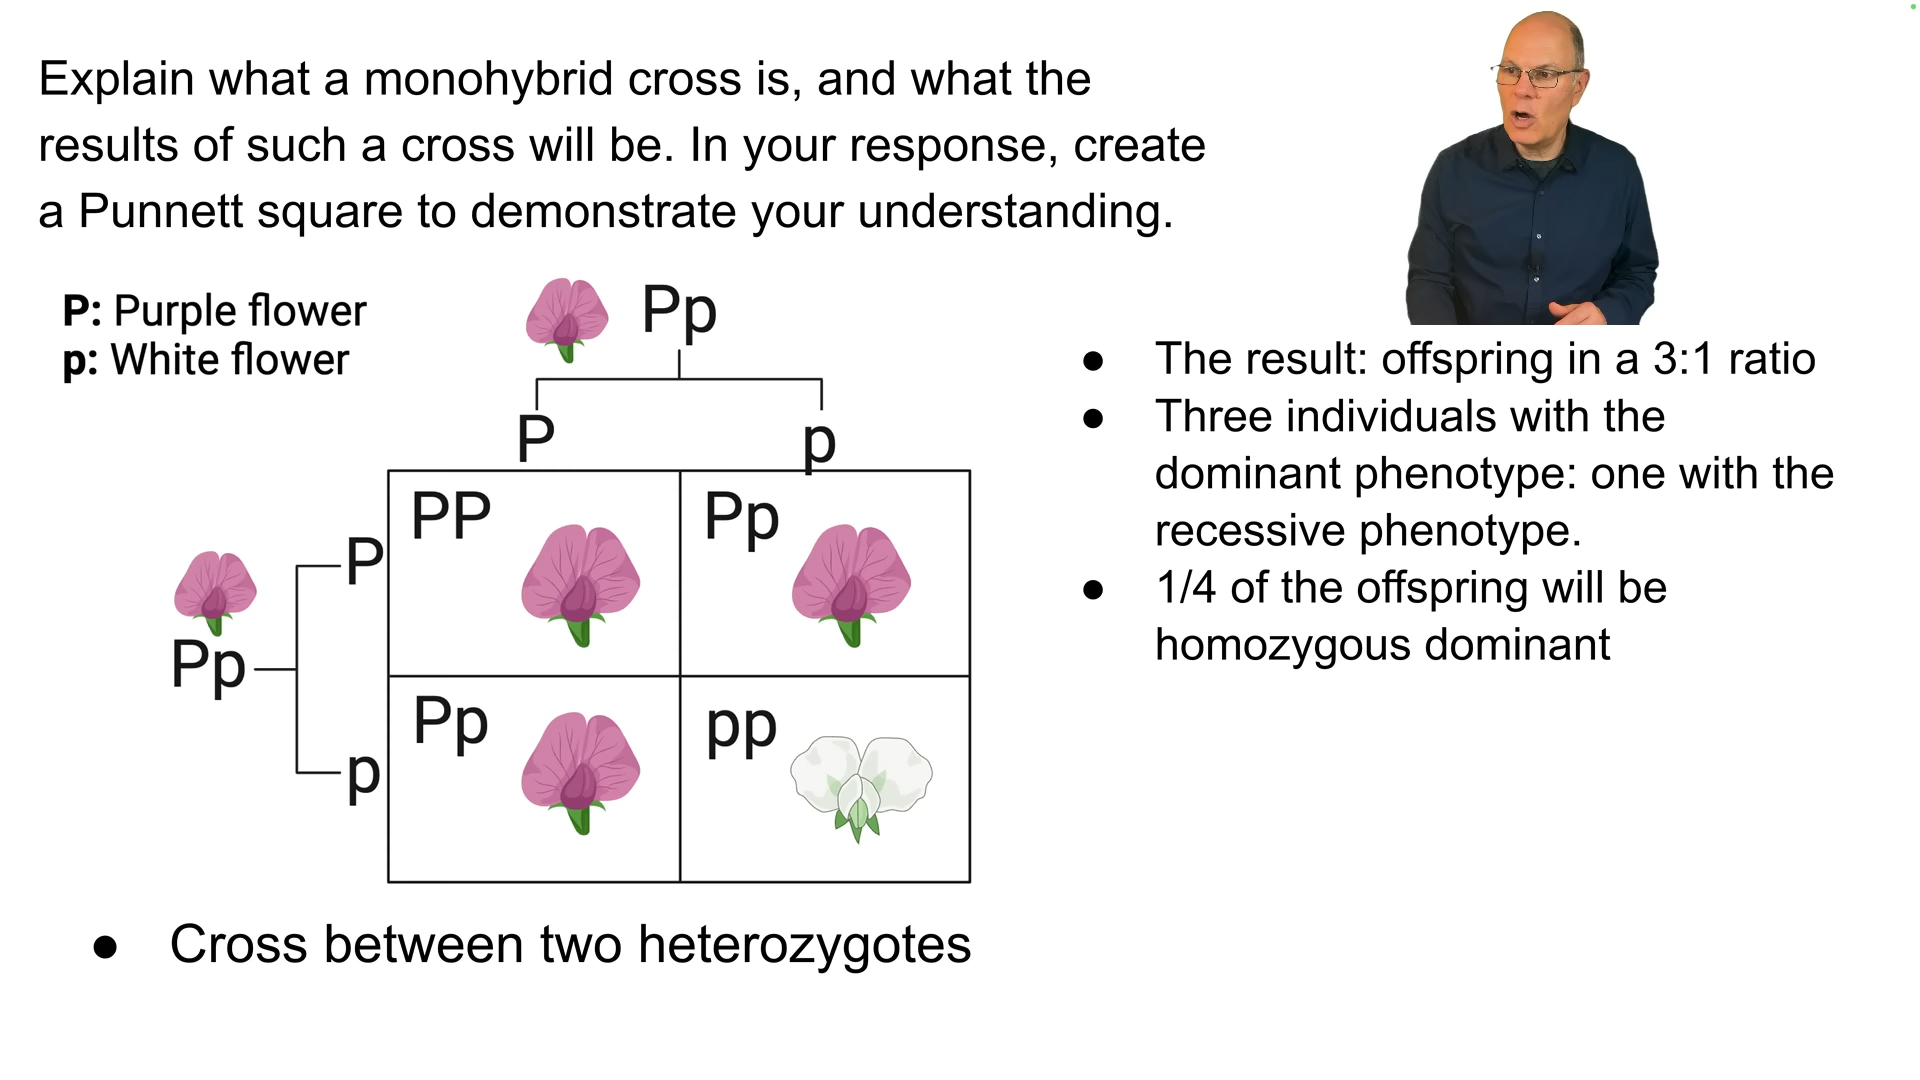 Explain what a monohybrid cross is, and what the
results of such a cross will be. In your response, create
a Punnett square to demonstrate your understanding.
P: Purple flower
p: White flower
Pp
P
p
Pp
P
p
PP
Pp
Pp
pp
● Cross between two heterozygotes
● The result: offspring in a 3:1 ratio
● Three individuals with the
dominant phenotype: one with the
recessive phenotype.
● 1/4 of the offspring will be
homozygous dominant